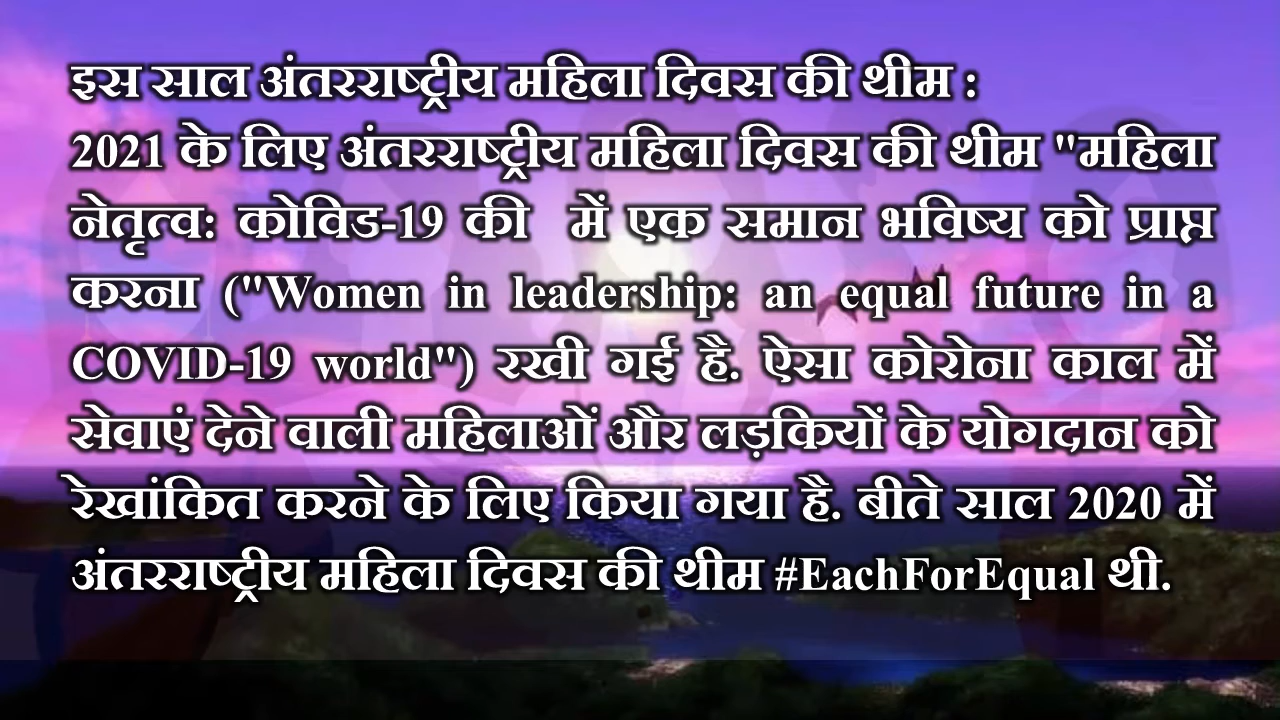 इस साल अंतरराष्ट्रीय महिला दिवस की थीम :
2021 के लिए अंतरराष्ट्रीय महिला दिवस की थीम "महिला
नेतृत्व: कोविड-19 की में एक समान भविष्य को प्राप्त
करना ("Women in leadership: an equal future in a
COVID-19 world") रखी गई है. ऐसा कोरोना काल में
सेवाएं देने वाली महिलाओं और लड़कियों के योगदान को
रेखांकित करने के लिए किया गया है. बीते साल 2020 में
अंतरराष्ट्रीय महिला दिवस की थीम #EachForEqual थी.